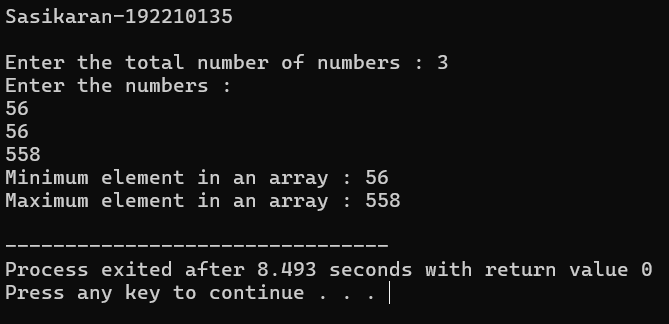 Sasikaran-192210135
Enter the total number of numbers : 3
Enter the numbers :
56
56
558
Minimum element in an array : 56
Maximum element in an array : 558
--------------------------------
Process exited after 8.493 seconds with return value 0
Press any key to continue . . .